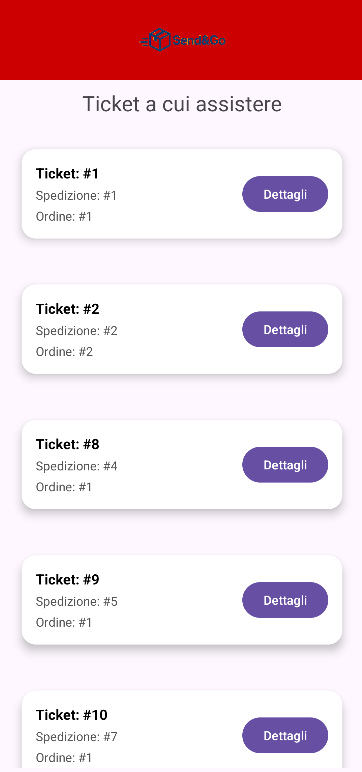 Send&Go
Ticket a cui assistere
Ticket: #1
Spedizione: #1
Ordine: #1
Dettagli
Ticket: #2
Spedizione: #2
Ordine: #2
Dettagli
Ticket: #8
Spedizione: #4
Ordine: #1
Dettagli
Ticket: #9
Spedizione: #5
Ordine: #1
Dettagli
Ticket: #10
Spedizione: #7
Ordine: #1
Dettagli